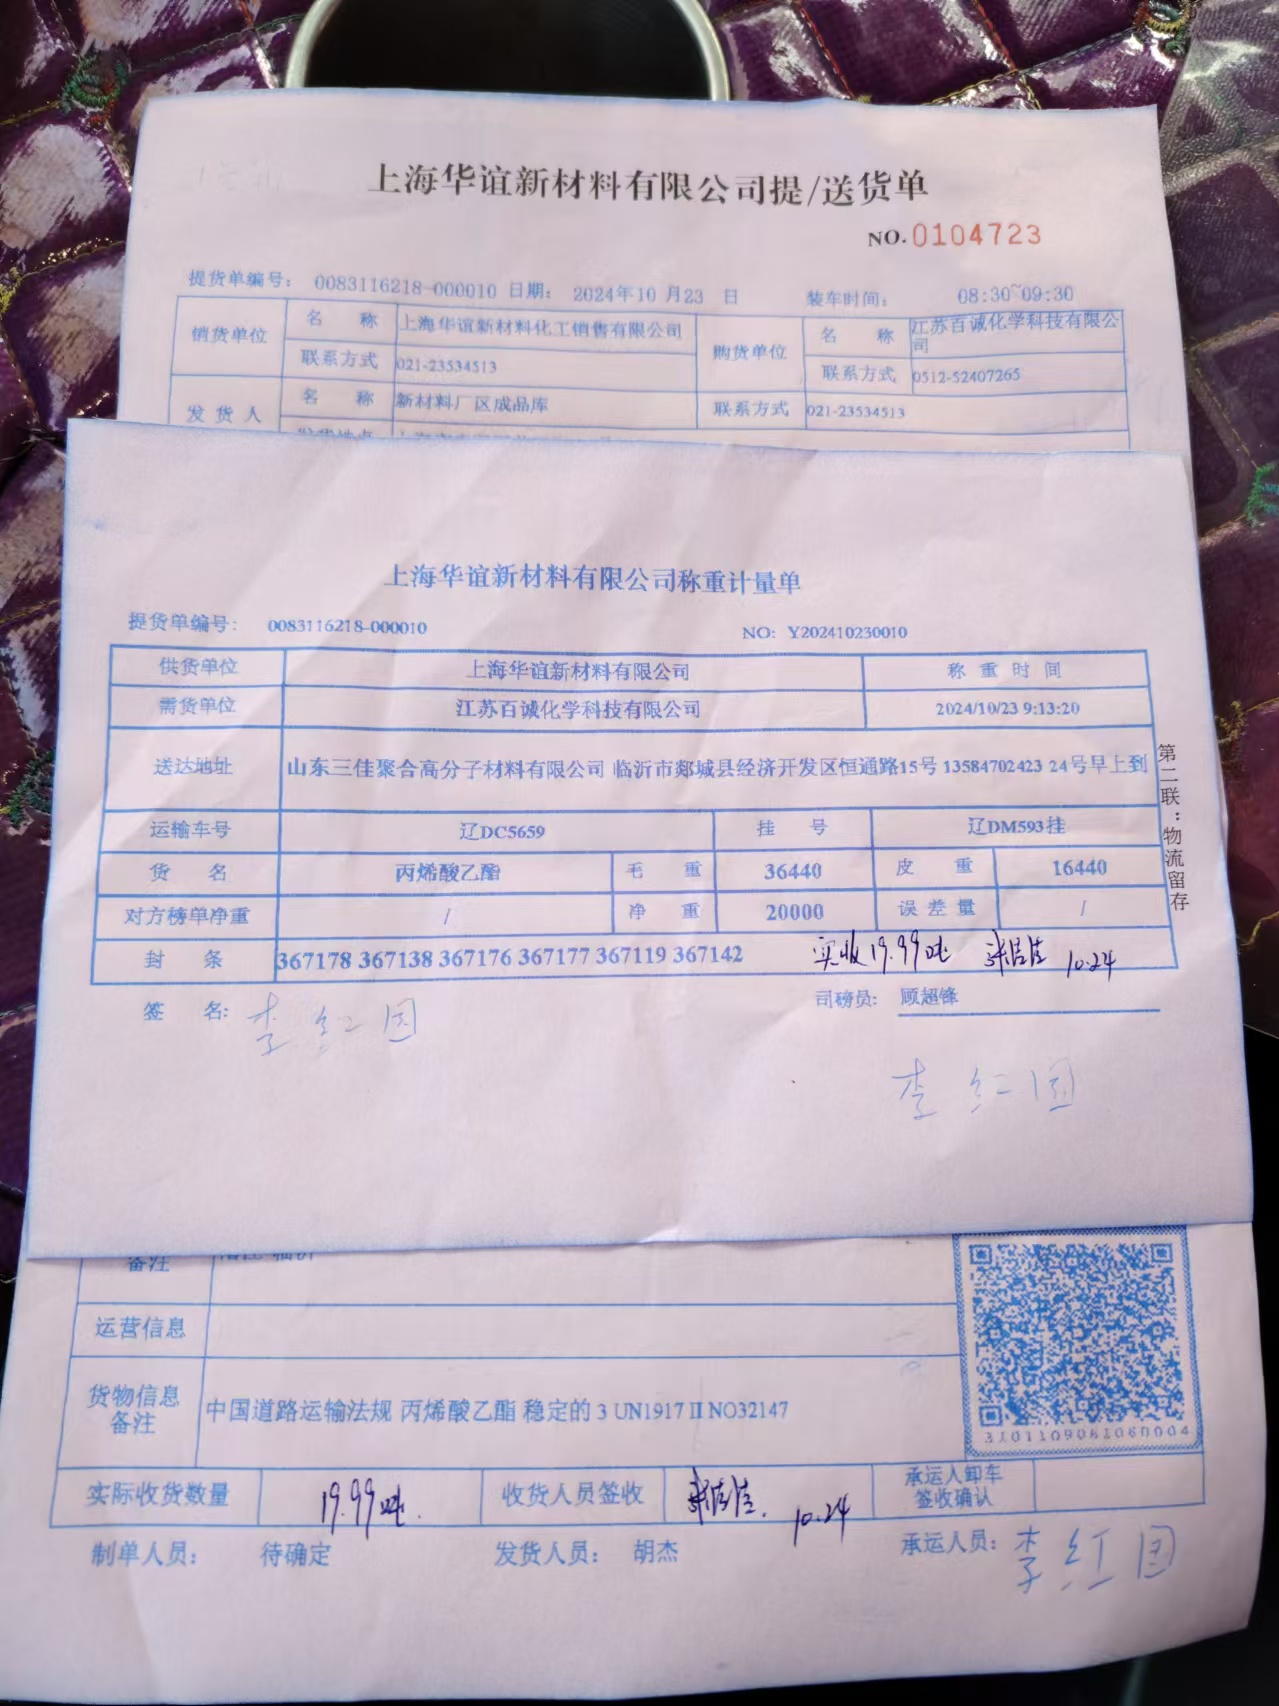 上海华谊新材料有限公司提/送货单
NO.0104723
提货单编号: 0083116218-000010 日期: 2024年10月23 日 装车时间: 08:30~09:30
销货单位 名 称 上海华谊新材料化工销售有限公司 购货单位 名 称 江苏百诚化学科技有限公司
联系方式 021-23534513 联系方式 0512-52407265
发 货 人 名 称 新材料厂区成品库 联系方式 021-23534513
上海华谊新材料有限公司称重计量单
提货单编号: 0083116218-000010 NO: Y202410230010
供货单位 上海华谊新材料有限公司 称 重 时 间
需货单位 江苏百诚化学科技有限公司 2024/10/23 9:13:20
送达地址 山东三佳聚合高分子材料有限公司 临沂市郯城县经济开发区恒通路15号 13584702423 24号早上到
运输车号 辽DC5659 挂 号 辽DM593挂
货 名 丙烯酸乙酯 毛 重 36440 皮 重 16440
对方榜单净重 / 净 重 20000 误 差 量 /
封 条 367178 367138 367176 367177 367119 367142 实收19.99吨 10.24
签 名: 李红园 司磅员: 顾超锋
李红园
第二联：物流留存
备注
运营信息
货物信息备注 中国道路运输法规 丙烯酸乙酯 稳定的 3 UN1917 II NO32147
3101109081060004
实际收货数量 19.99吨. 收货人员签收 10.24 承运人卸车签收确认
制单人员: 待确定 发货人员: 胡杰 承运人员: 李红园